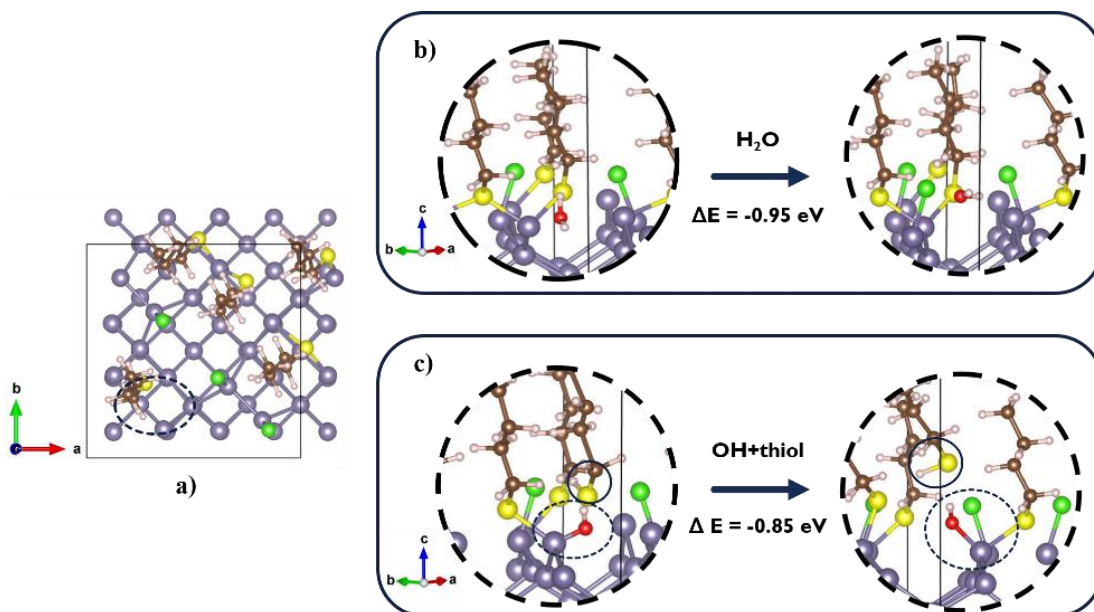 b
a
a)
b)
c
b
a
H₂O
ΔE = -0.95 eV
c)
c
b
a
OH+thiol
Δ E = -0.85 eV